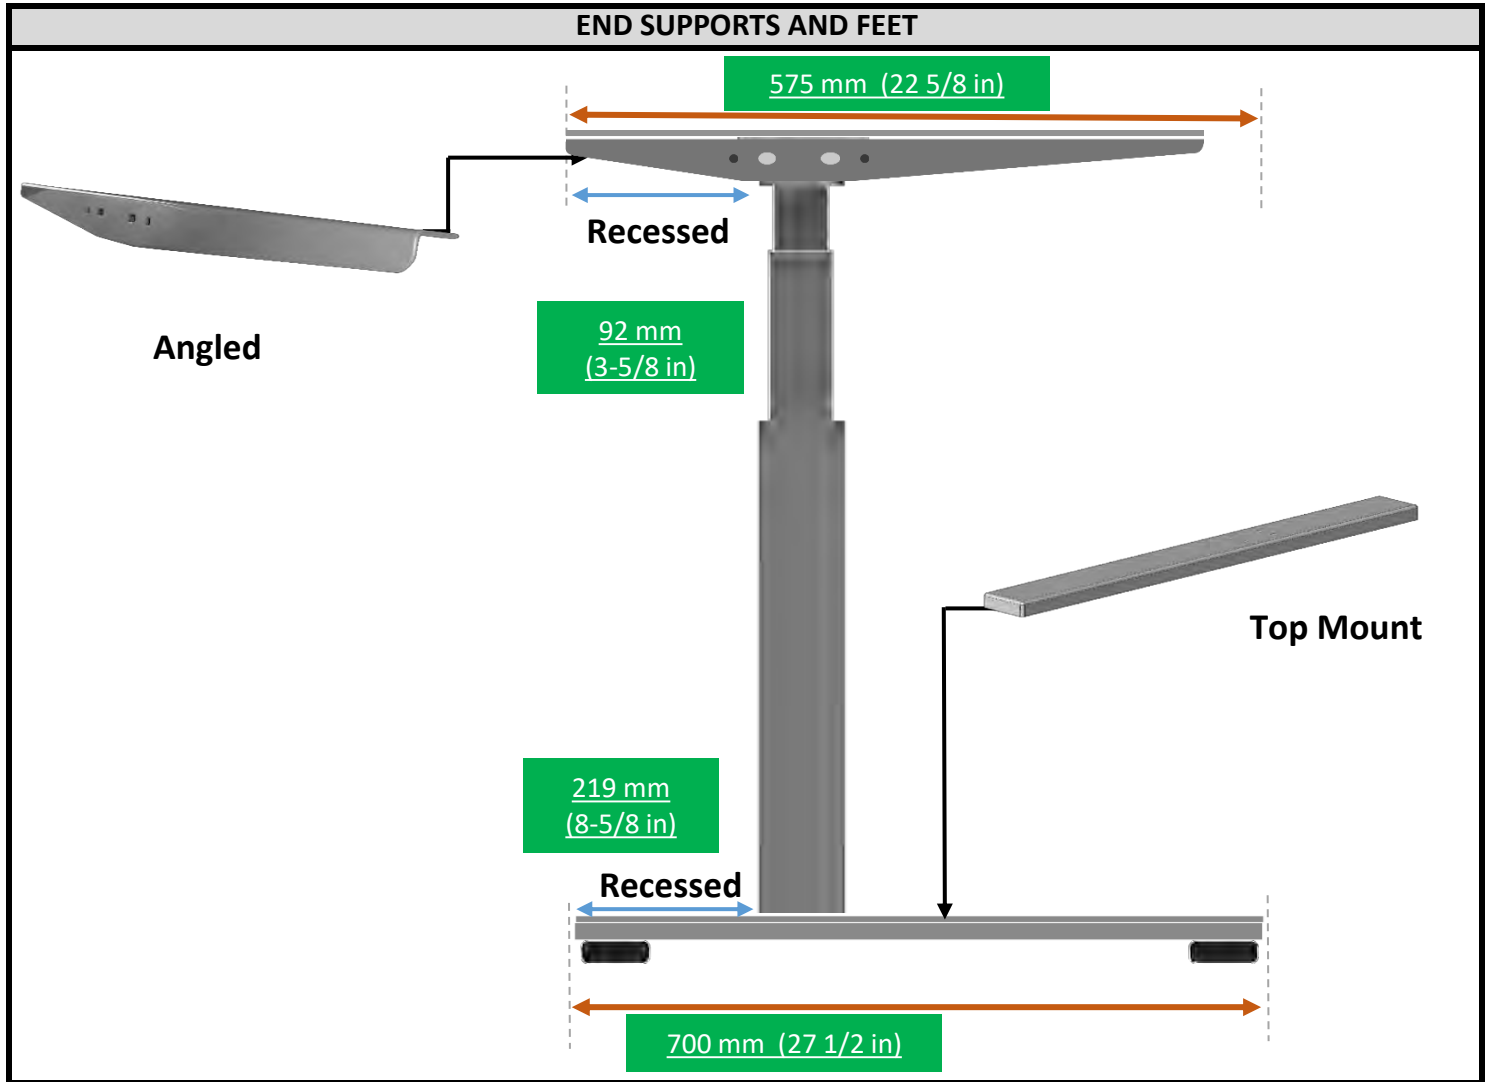 END SUPPORTS AND FEET
575 mm  (22 5/8 in)
Recessed
92 mm
(3-5/8 in)
Angled
Top Mount
219 mm
(8-5/8 in)
Recessed
700 mm  (27 1/2 in)